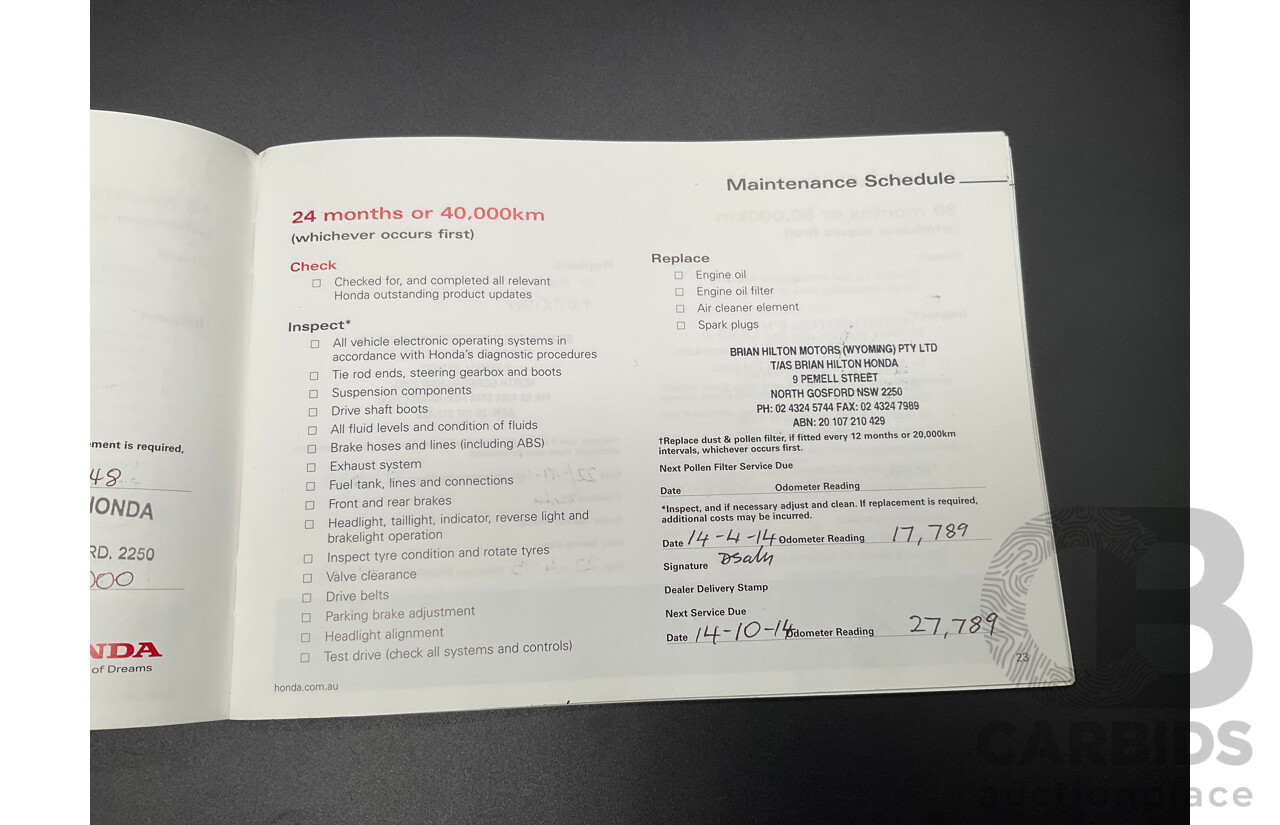 ment is required,
48
HONDA
RD. 2250
000
NDA
of Dreams
Maintenance Schedule
24 months or 40,000km
(whichever occurs first)
Check
Checked for, and completed all relevant
Honda outstanding product updates
Inspect*
All vehicle electronic operating systems in
accordance with Honda's diagnostic procedures
Tie rod ends, steering gearbox and boots
Suspension components
Drive shaft boots
All fluid levels and condition of fluids
Brake hoses and lines (including ABS)
Exhaust system
Fuel tank, lines and connections
Front and rear brakes
Headlight, taillight, indicator, reverse light and
brakelight operation
Inspect tyre condition and rotate tyres
Valve clearance
Drive belts
Parking brake adjustment
Headlight alignment
Test drive (check all systems and controls)
honda.com.au
Replace
Engine oil
Engine oil filter
Air cleaner element
Spark plugs
BRIAN HILTON MOTORS (WYOMING) PTY LTD
T/AS BRIAN HILTON HONDA
9 PEMELL STREET
NORTH GOSFORD NSW 2250
PH: 02 4324 5744 FAX: 02 4324 7989
ABN: 20 107 210 429
†Replace dust & pollen filter, if fitted every 12 months or 20,000km
intervals, whichever occurs first.
Next Pollen Filter Service Due
Date Odometer Reading
*Inspect, and if necessary adjust and clean. If replacement is required,
additional costs may be incurred.
Date 14-4-14 Odometer Reading 17,789
Signature
Dealer Delivery Stamp
Next Service Due
Date 14-10-14 Odometer Reading 27,789
23
CB
CARBIDS
auctionplace